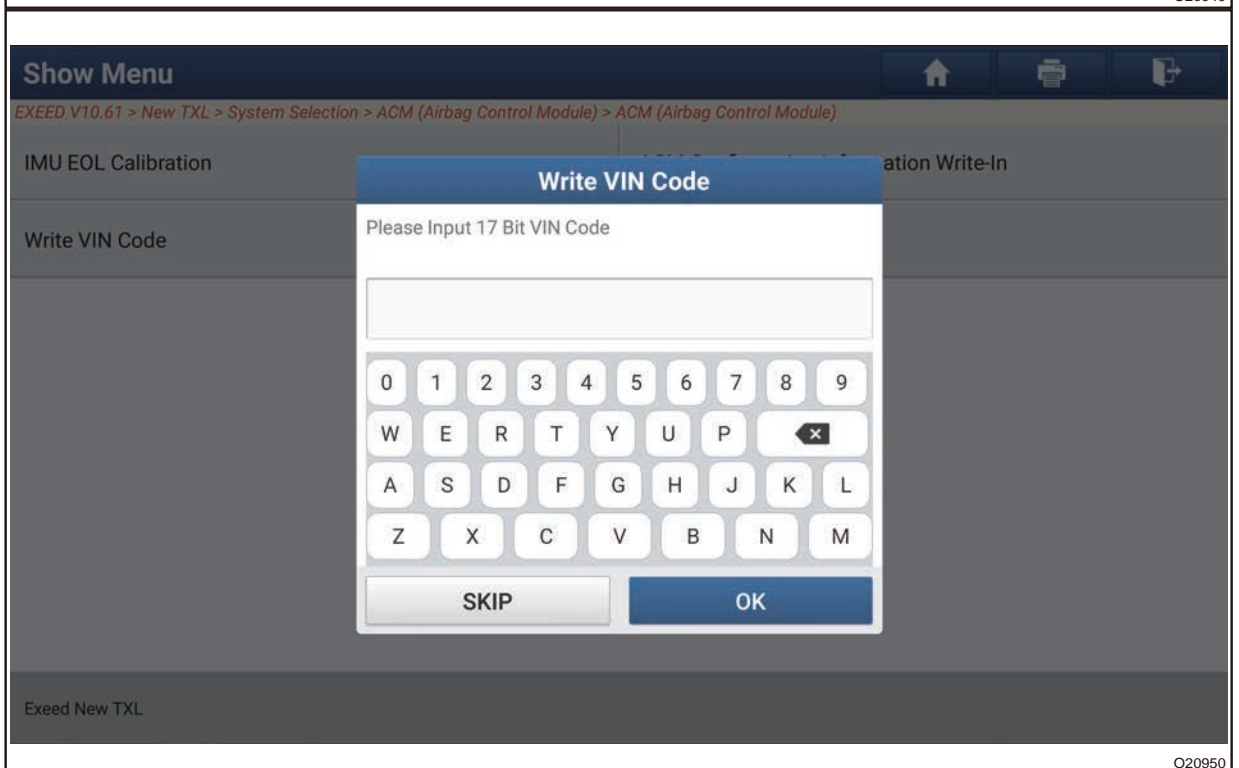 Show Menu
EXEED V10.61 > New TXL > System Selection > ACM (Airbag Control Module) > ACM (Airbag Control Module)
IMU EOL Calibration
ation Write-In
Write VIN Code
Write VIN Code
Please Input 17 Bit VIN Code
0 1 2 3 4 5 6 7 8 9
W E R T Y U P
A S D F G H J K L
Z X C V B N M
SKIP OK
Exeed New TXL
O20950